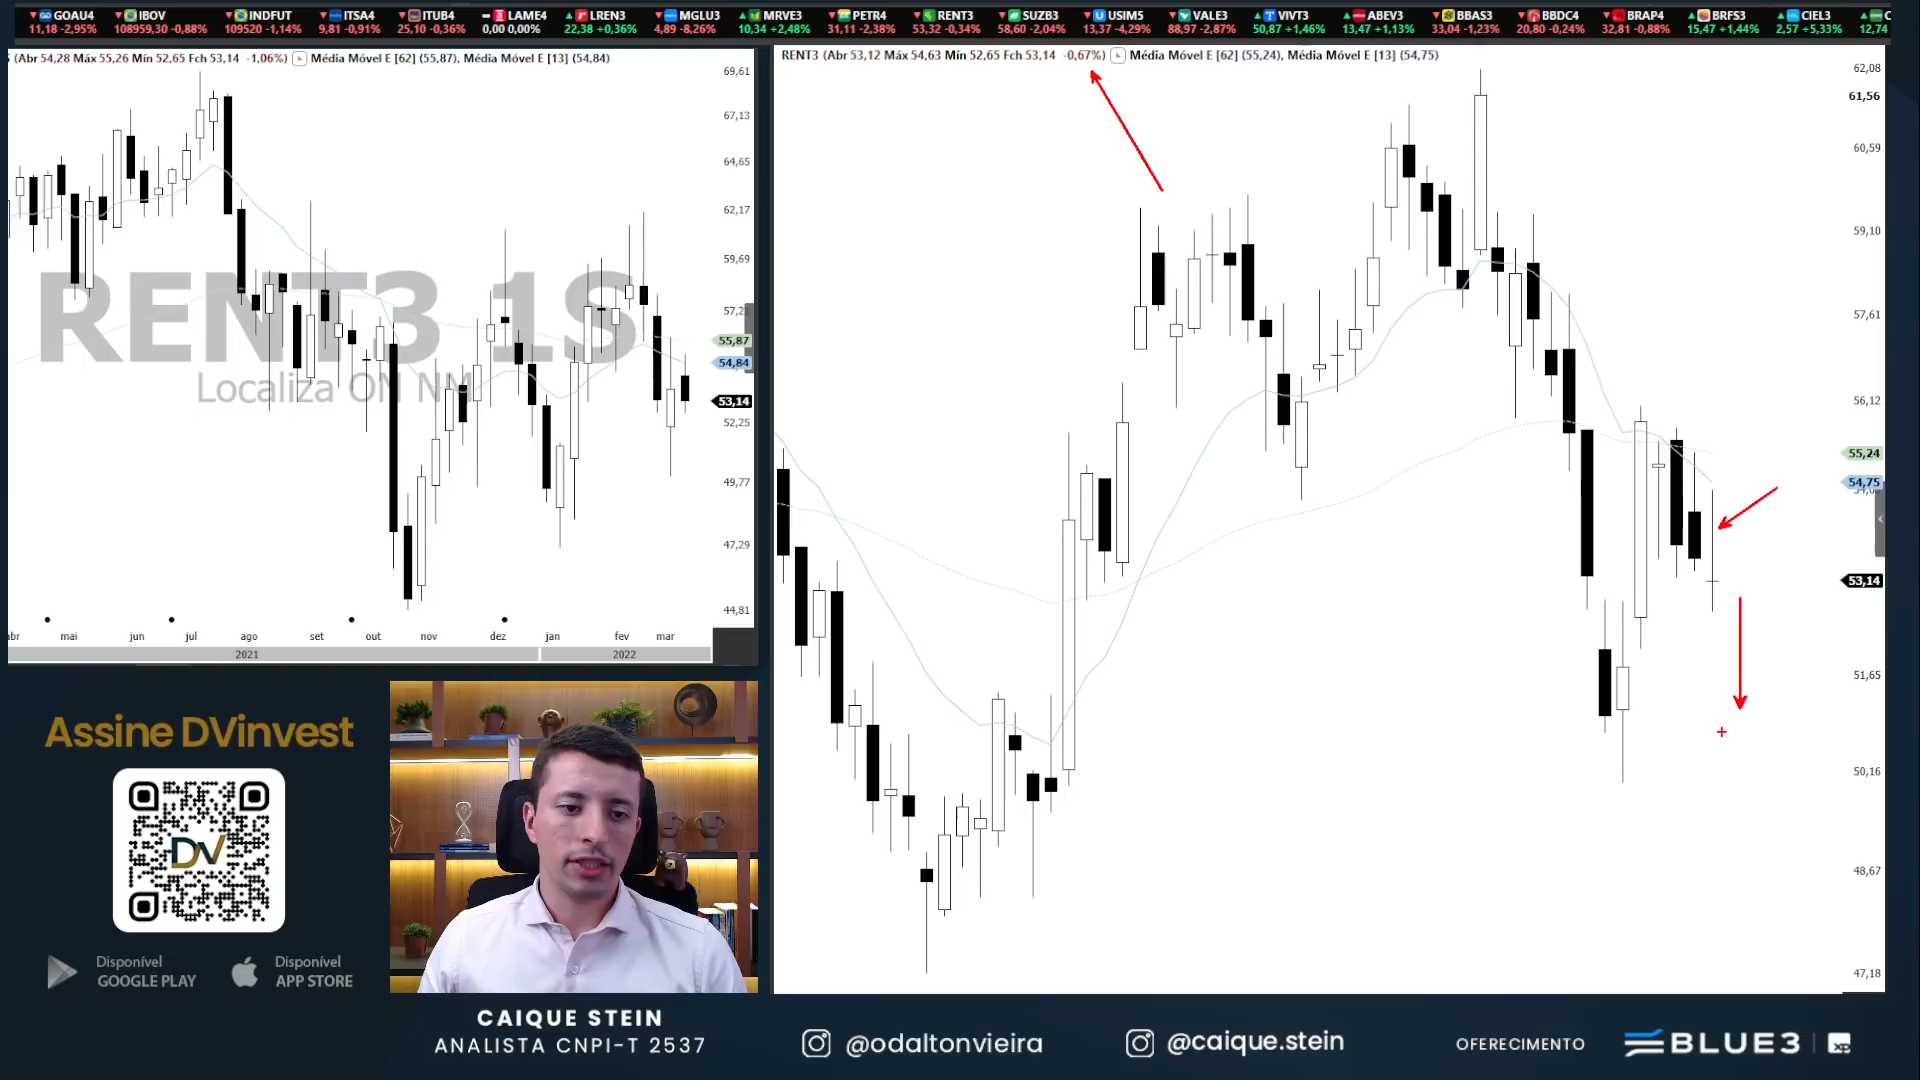 GOAU4 IBOV INDFUT ITSA4 ITUB4 LAME4 LREN3 MGLU3 MRVE3 PETR4 RENT3 SUZB3 USIM5 VALE3 VIVT3 ABEV3 BBAS3 BBDC4 BRAP4 BRFS3 CIEL3 C
11,18 -2,95% 108959,30 -0,88% 109520 -1,14% 9,81 -0,91% 25,10 -0,36% 0,00 0,00% 22,38 +0,36% 4,89 -8,26% 10,34 +2,48% 31,11 -2,38% 53,32 -0,34% 58,60 -2,04% 13,37 -4,29% 88,97 -2,87% 50,87 +1,46% 13,47 +1,13% 33,04 -1,23% 20,80 -0,24% 32,81 -0,88% 15,47 +1,44% 2,57 +5,33% 12,74
(Abr 54,28 Máx 55,26 Mín 52,65 Fch 53,14 -1,06%) Média Móvel E [62] (55,87), Média Móvel E [13] (54,84)
69,61
67,13
64,65
62,17
59,69
57,21
55,87
54,84
53,14
52,25
49,77
47,29
44,81
RENT3 1S
Localiza ON NM
abr mai jun jul ago set out nov dez jan fev mar
2021 2022
RENT3 (Abr 53,12 Máx 54,63 Mín 52,65 Fch 53,14 -0,67%) Média Móvel E [62] (55,24), Média Móvel E [13] (54,75)
62,08
61,56
60,59
59,10
57,61
56,12
55,24
54,75
53,14
51,65
50,16
48,67
47,18
Assine DVinvest
DV
Disponível
GOOGLE PLAY
Disponível
APP STORE
CAIQUE STEIN
ANALISTA CNPI-T 2537
@odaltonvieira
@caique.stein
OFERECIMENTO
BLUE3
xp